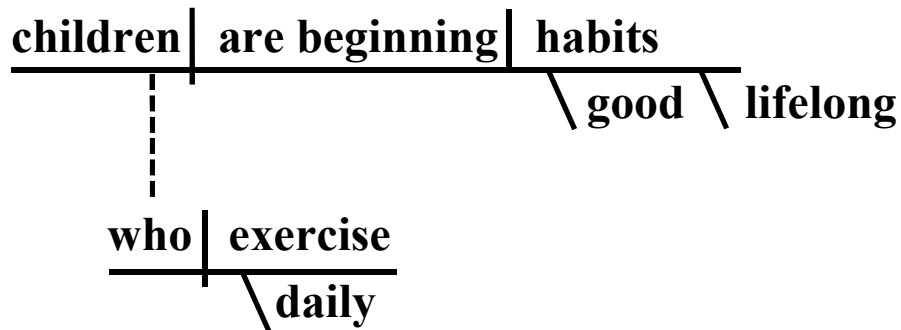 children are beginning habits
good lifelong
who exercise
daily